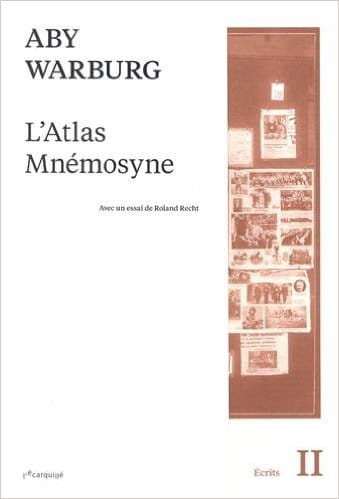 ABY
WARBURG
L'Atlas
Mnémosyne
Avec un essai de Roland Recht
l'écarquillé
Écrits II